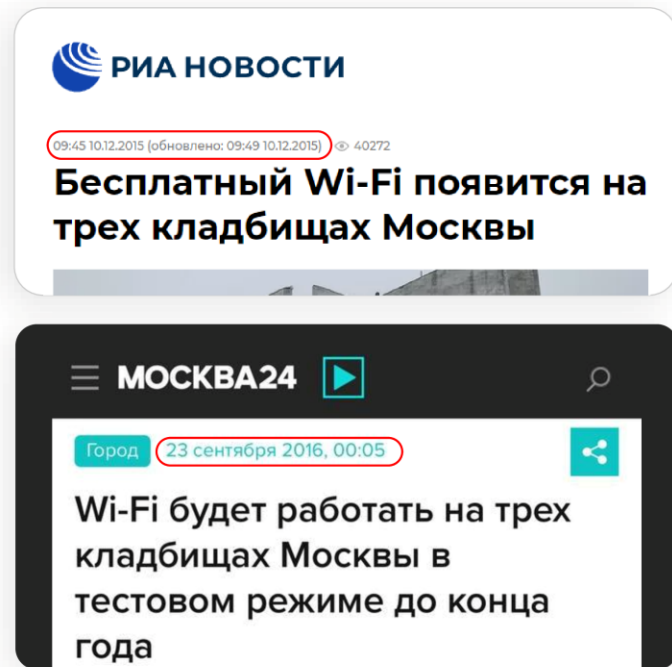 РИА НОВОСТИ
09:45 10.12.2015 (обновлено: 09:49 10.12.2015) 40272
Бесплатный Wi-Fi появится на
трех кладбищах Москвы
МОСКВА24
Город 23 сентября 2016, 00:05
Wi-Fi будет работать на трех
кладбищах Москвы в
тестовом режиме до конца
года